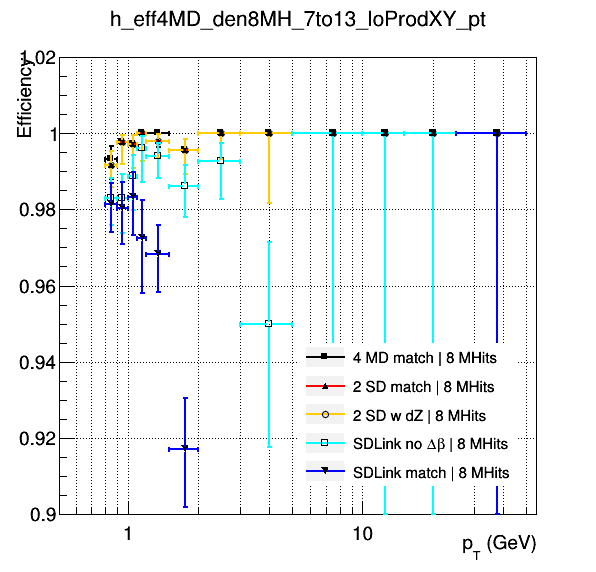 h_eff4MD_den8MH_7to13_loProdXY_pt
Efficiency
1.02
1
0.98
0.96
0.94
0.92
0.9
4 MD match | 8 MHits
2 SD match | 8 MHits
2 SD w dZ | 8 MHits
SDLink no Δβ | 8 MHits
SDLink match | 8 MHits
1
10
p_T (GeV)